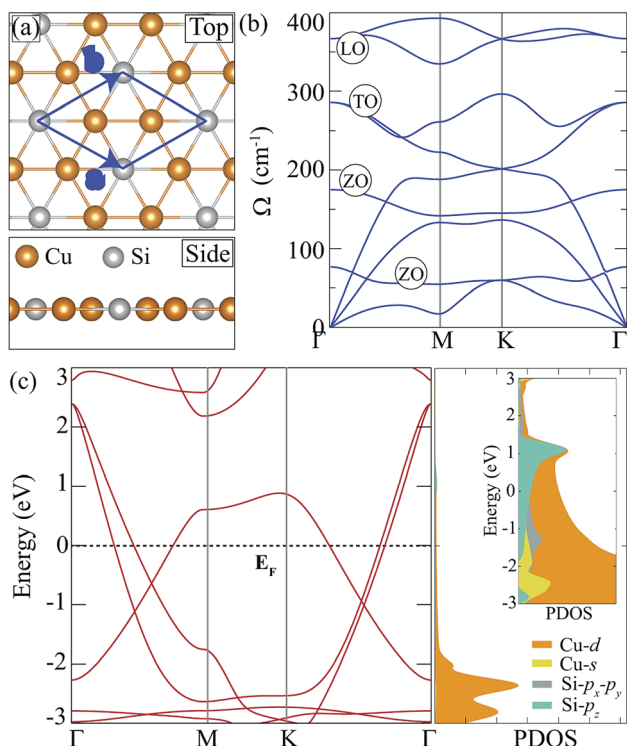 (a)
Top
Cu
Si
Side
(b)
400
300
200
100
0
Ω (cm⁻¹)
LO
TO
ZO
ZO
Γ
M
K
Γ
(c)
3
2
1
0
-1
-2
-3
Energy (eV)
E_F
Γ
M
K
Γ
3
2
1
0
-1
-2
-3
Energy (eV)
PDOS
Cu-d
Cu-s
Si-pₓ-p_y
Si-p_z
PDOS